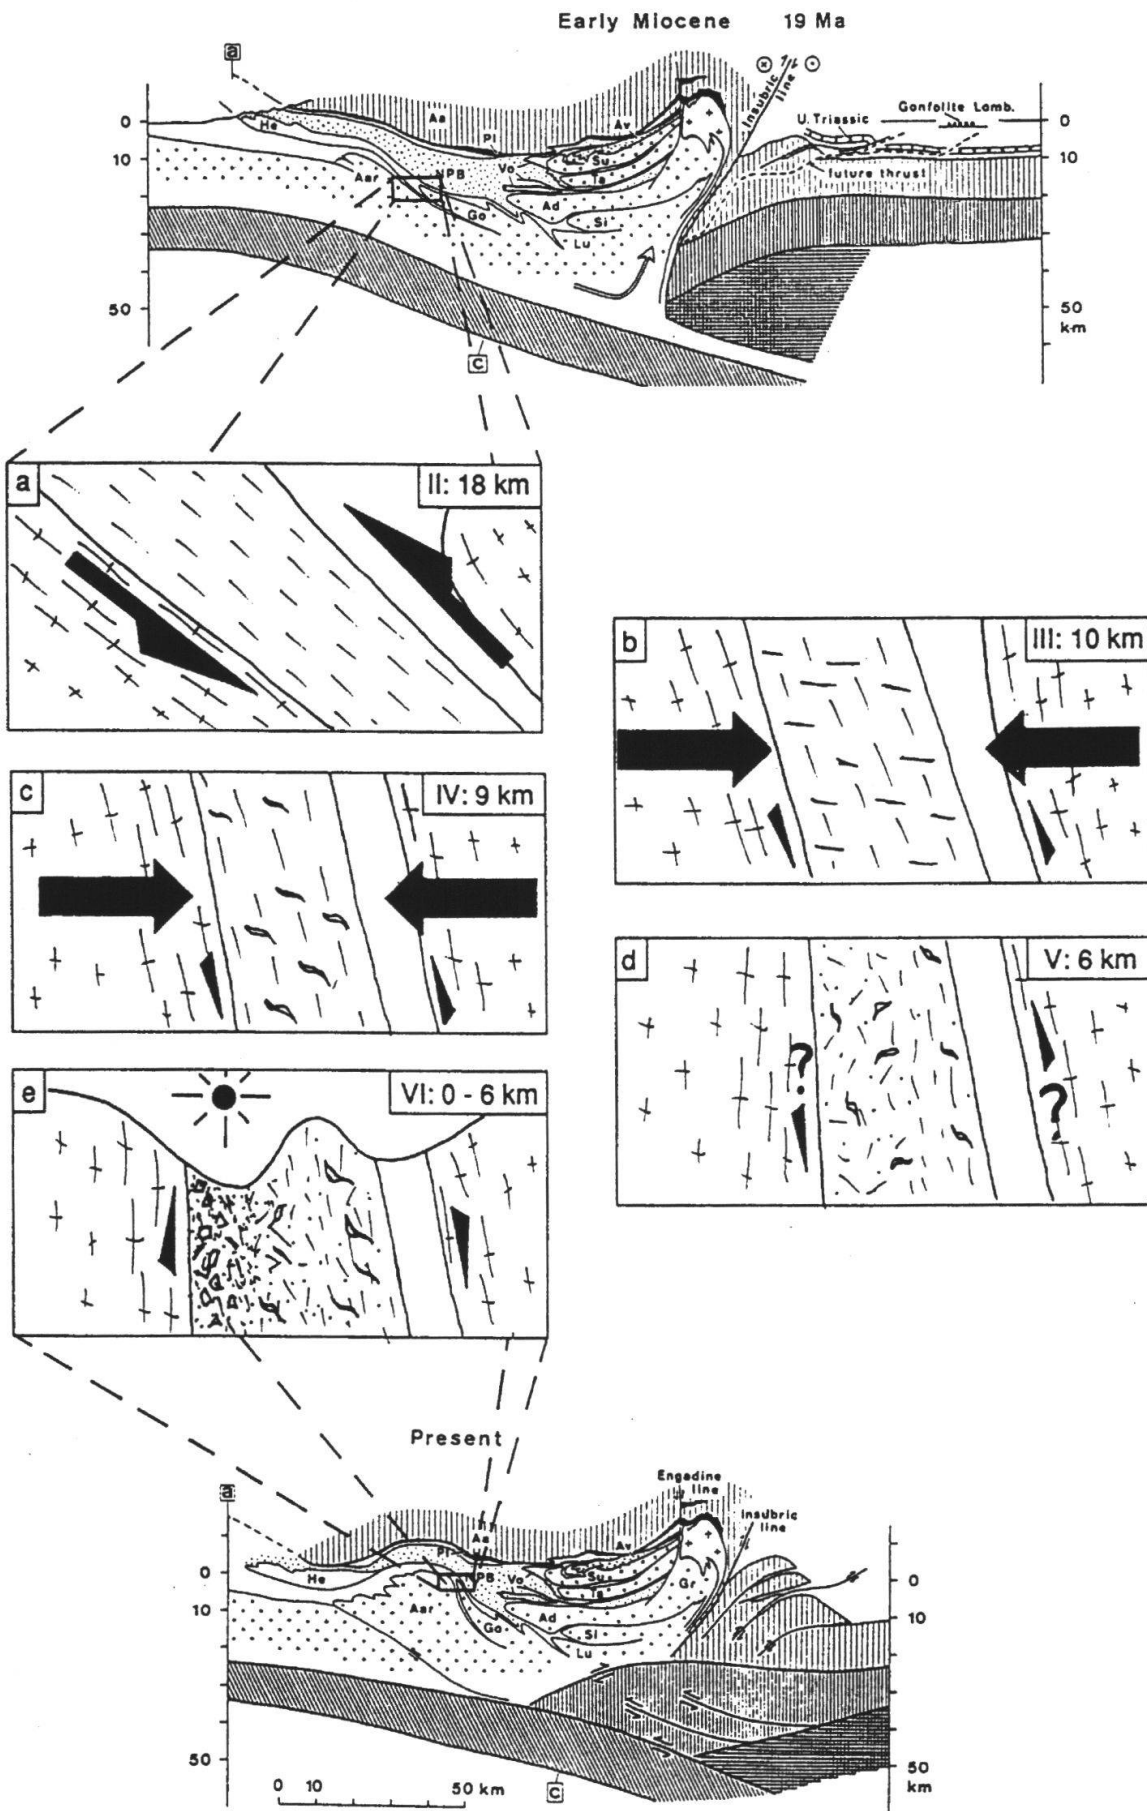 Early Miocene 19 Ma
a
Insubric line
Gonfolite Lomb.
U. Triassic
0
0
He
Aa
Av
Pl
10
10
Su
Vo
Ta
future thrust
Aar
NPB
Ad
Go
Si
Lu
50
50
km
C
a
II: 18 km
b
III: 10 km
c
IV: 9 km
d
V: 6 km
?
?
e
VI: 0 - 6 km
Present
Engadine line
a
Insubric line
Aa
Av
Pl
0
0
He
PB
Vo
Su
Gr
Ta
Aar
10
10
Ad
Go
Si
Lu
50
50
km
0 10 50 km
C